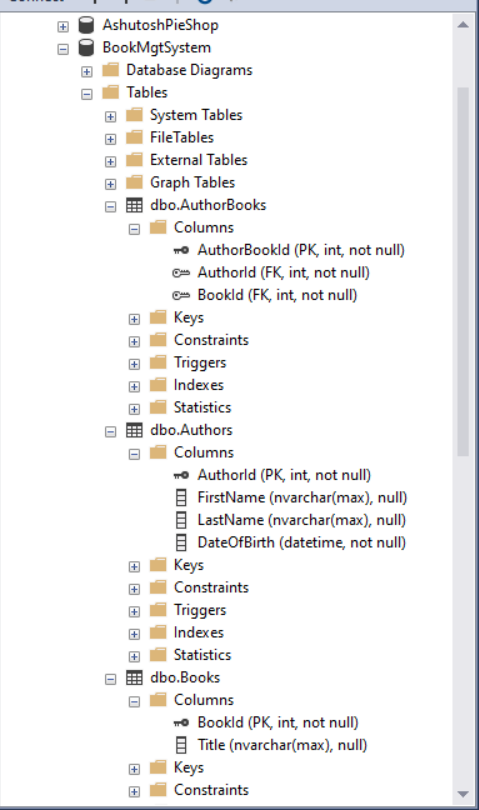 AshutoshPieShop
BookMgtSystem
Database Diagrams
Tables
System Tables
FileTables
External Tables
Graph Tables
dbo.AuthorBooks
Columns
AuthorBookId (PK, int, not null)
AuthorId (FK, int, not null)
BookId (FK, int, not null)
Keys
Constraints
Triggers
Indexes
Statistics
dbo.Authors
Columns
AuthorId (PK, int, not null)
FirstName (nvarchar(max), null)
LastName (nvarchar(max), null)
DateOfBirth (datetime, not null)
Keys
Constraints
Triggers
Indexes
Statistics
dbo.Books
Columns
BookId (PK, int, not null)
Title (nvarchar(max), null)
Keys
Constraints